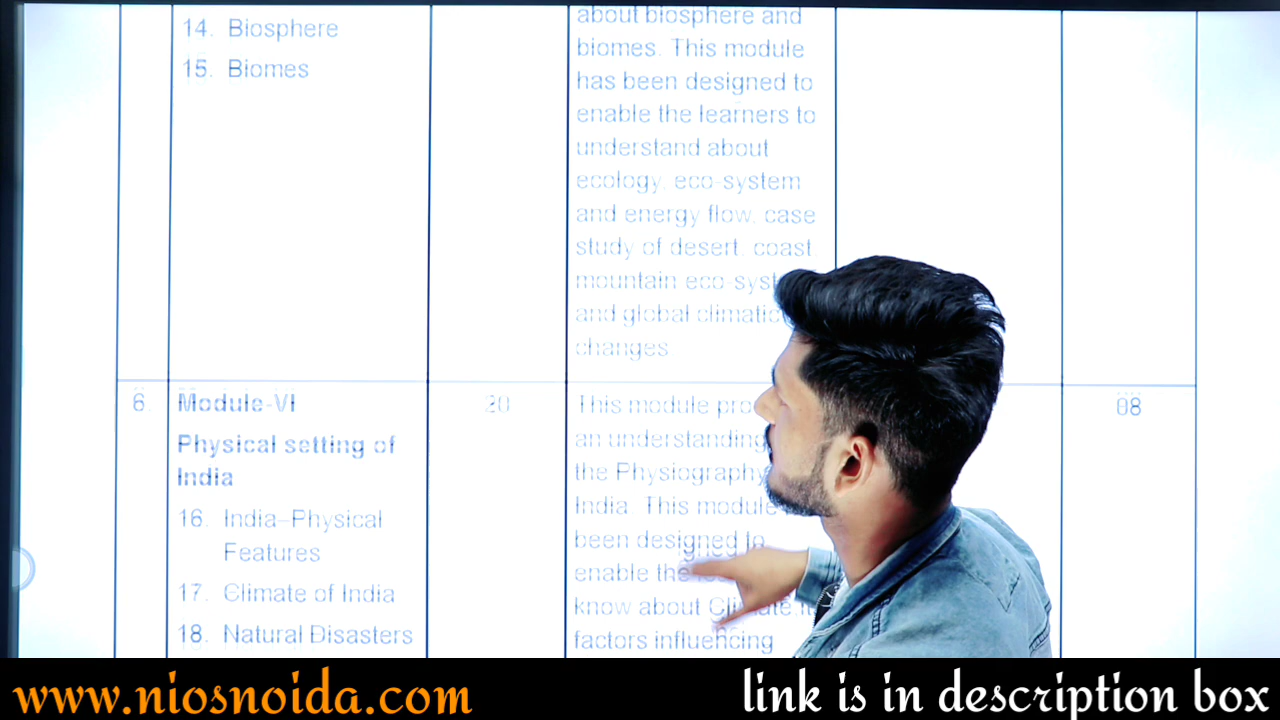 14. Biosphere
15. Biomes
about biosphere and
biomes. This module
has been designed to
enable the learners to
understand about
ecology, eco-system
and energy flow, case
study of desert, coast
mountain eco-syst
and global climatic
changes.
6. Module-VI
Physical setting of
India
16. India–Physical
Features
17. Climate of India
18. Natural Disasters
20
This module pro
an understanding
the Physiography
India. This module
been designed to
enable the
know about Climate it
factors influencing
08
www.niosnoida.com
link is in description box